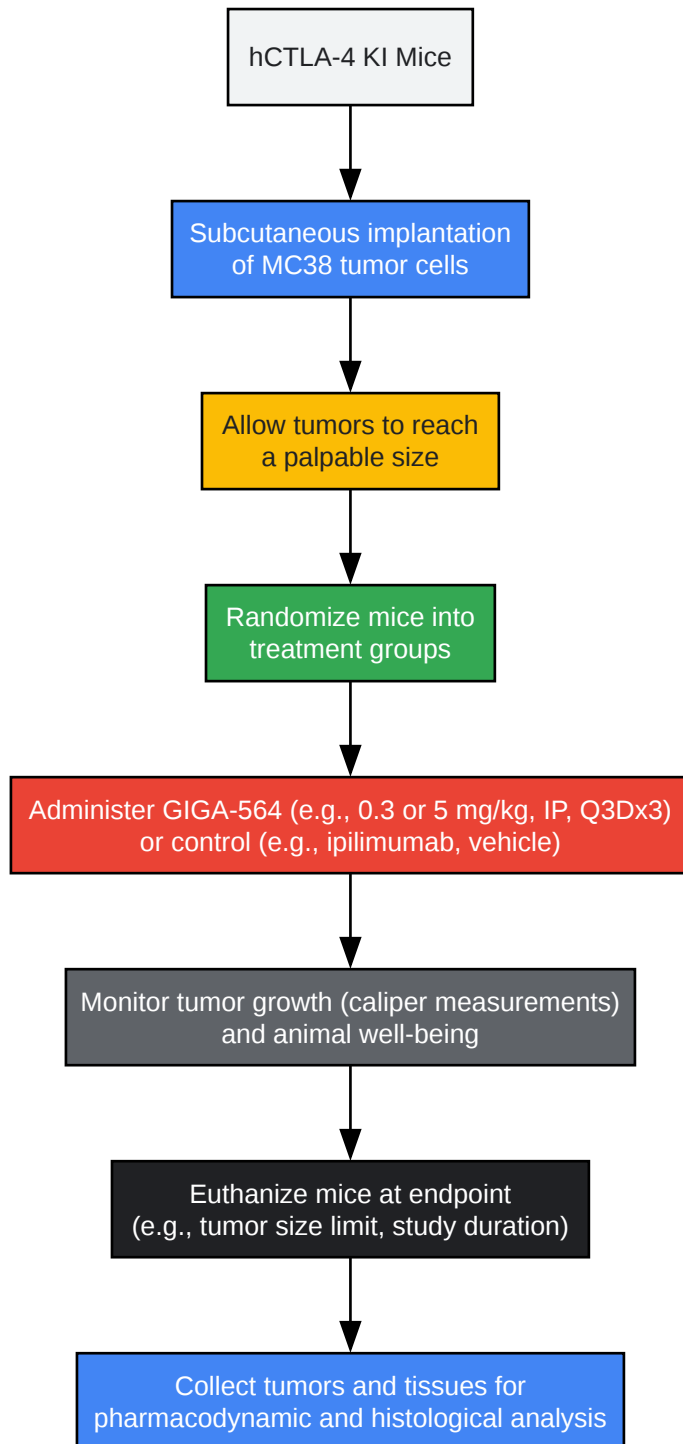 hCTLA-4 KI Mice
Subcutaneous implantation
of MC38 tumor cells
Allow tumors to reach
a palpable size
Randomize mice into
treatment groups
Administer GIGA-564 (e.g., 0.3 or 5 mg/kg, IP, Q3Dx3)
or control (e.g., ipilimumab, vehicle)
Monitor tumor growth (caliper measurements)
and animal well-being
Euthanize mice at endpoint
(e.g., tumor size limit, study duration)
Collect tumors and tissues for
pharmacodynamic and histological analysis